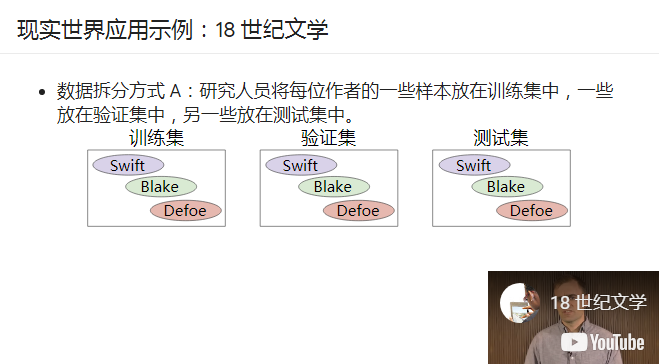 现实世界应用示例：18 世纪文学
• 数据拆分方式 A：研究人员将每位作者的一些样本放在训练集中，一些
放在验证集中，另一些放在测试集中。
训练集 验证集 测试集
Swift Swift Swift
Blake Blake Blake
Defoe Defoe Defoe
18 世纪文学
YouTube